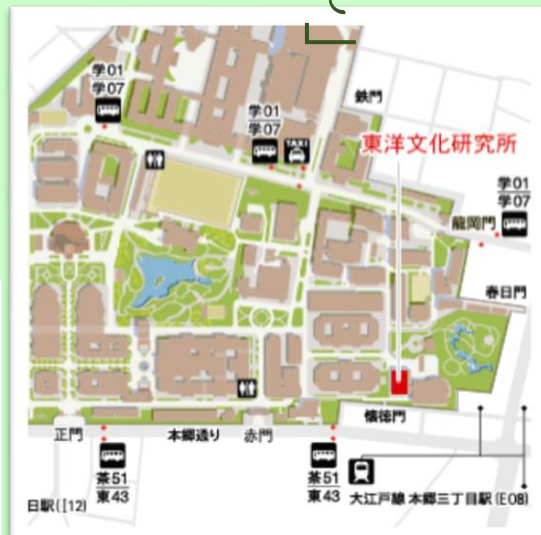 学01
学07
学01
学07
TAXI
鉄門
東洋文化研究所
学01
学07
龍岡門
春日門
懐徳門
正門
本郷通り
赤門
茶51
東43
茶51
東43
大江戸線 本郷三丁目駅(E08)
日駅([12)